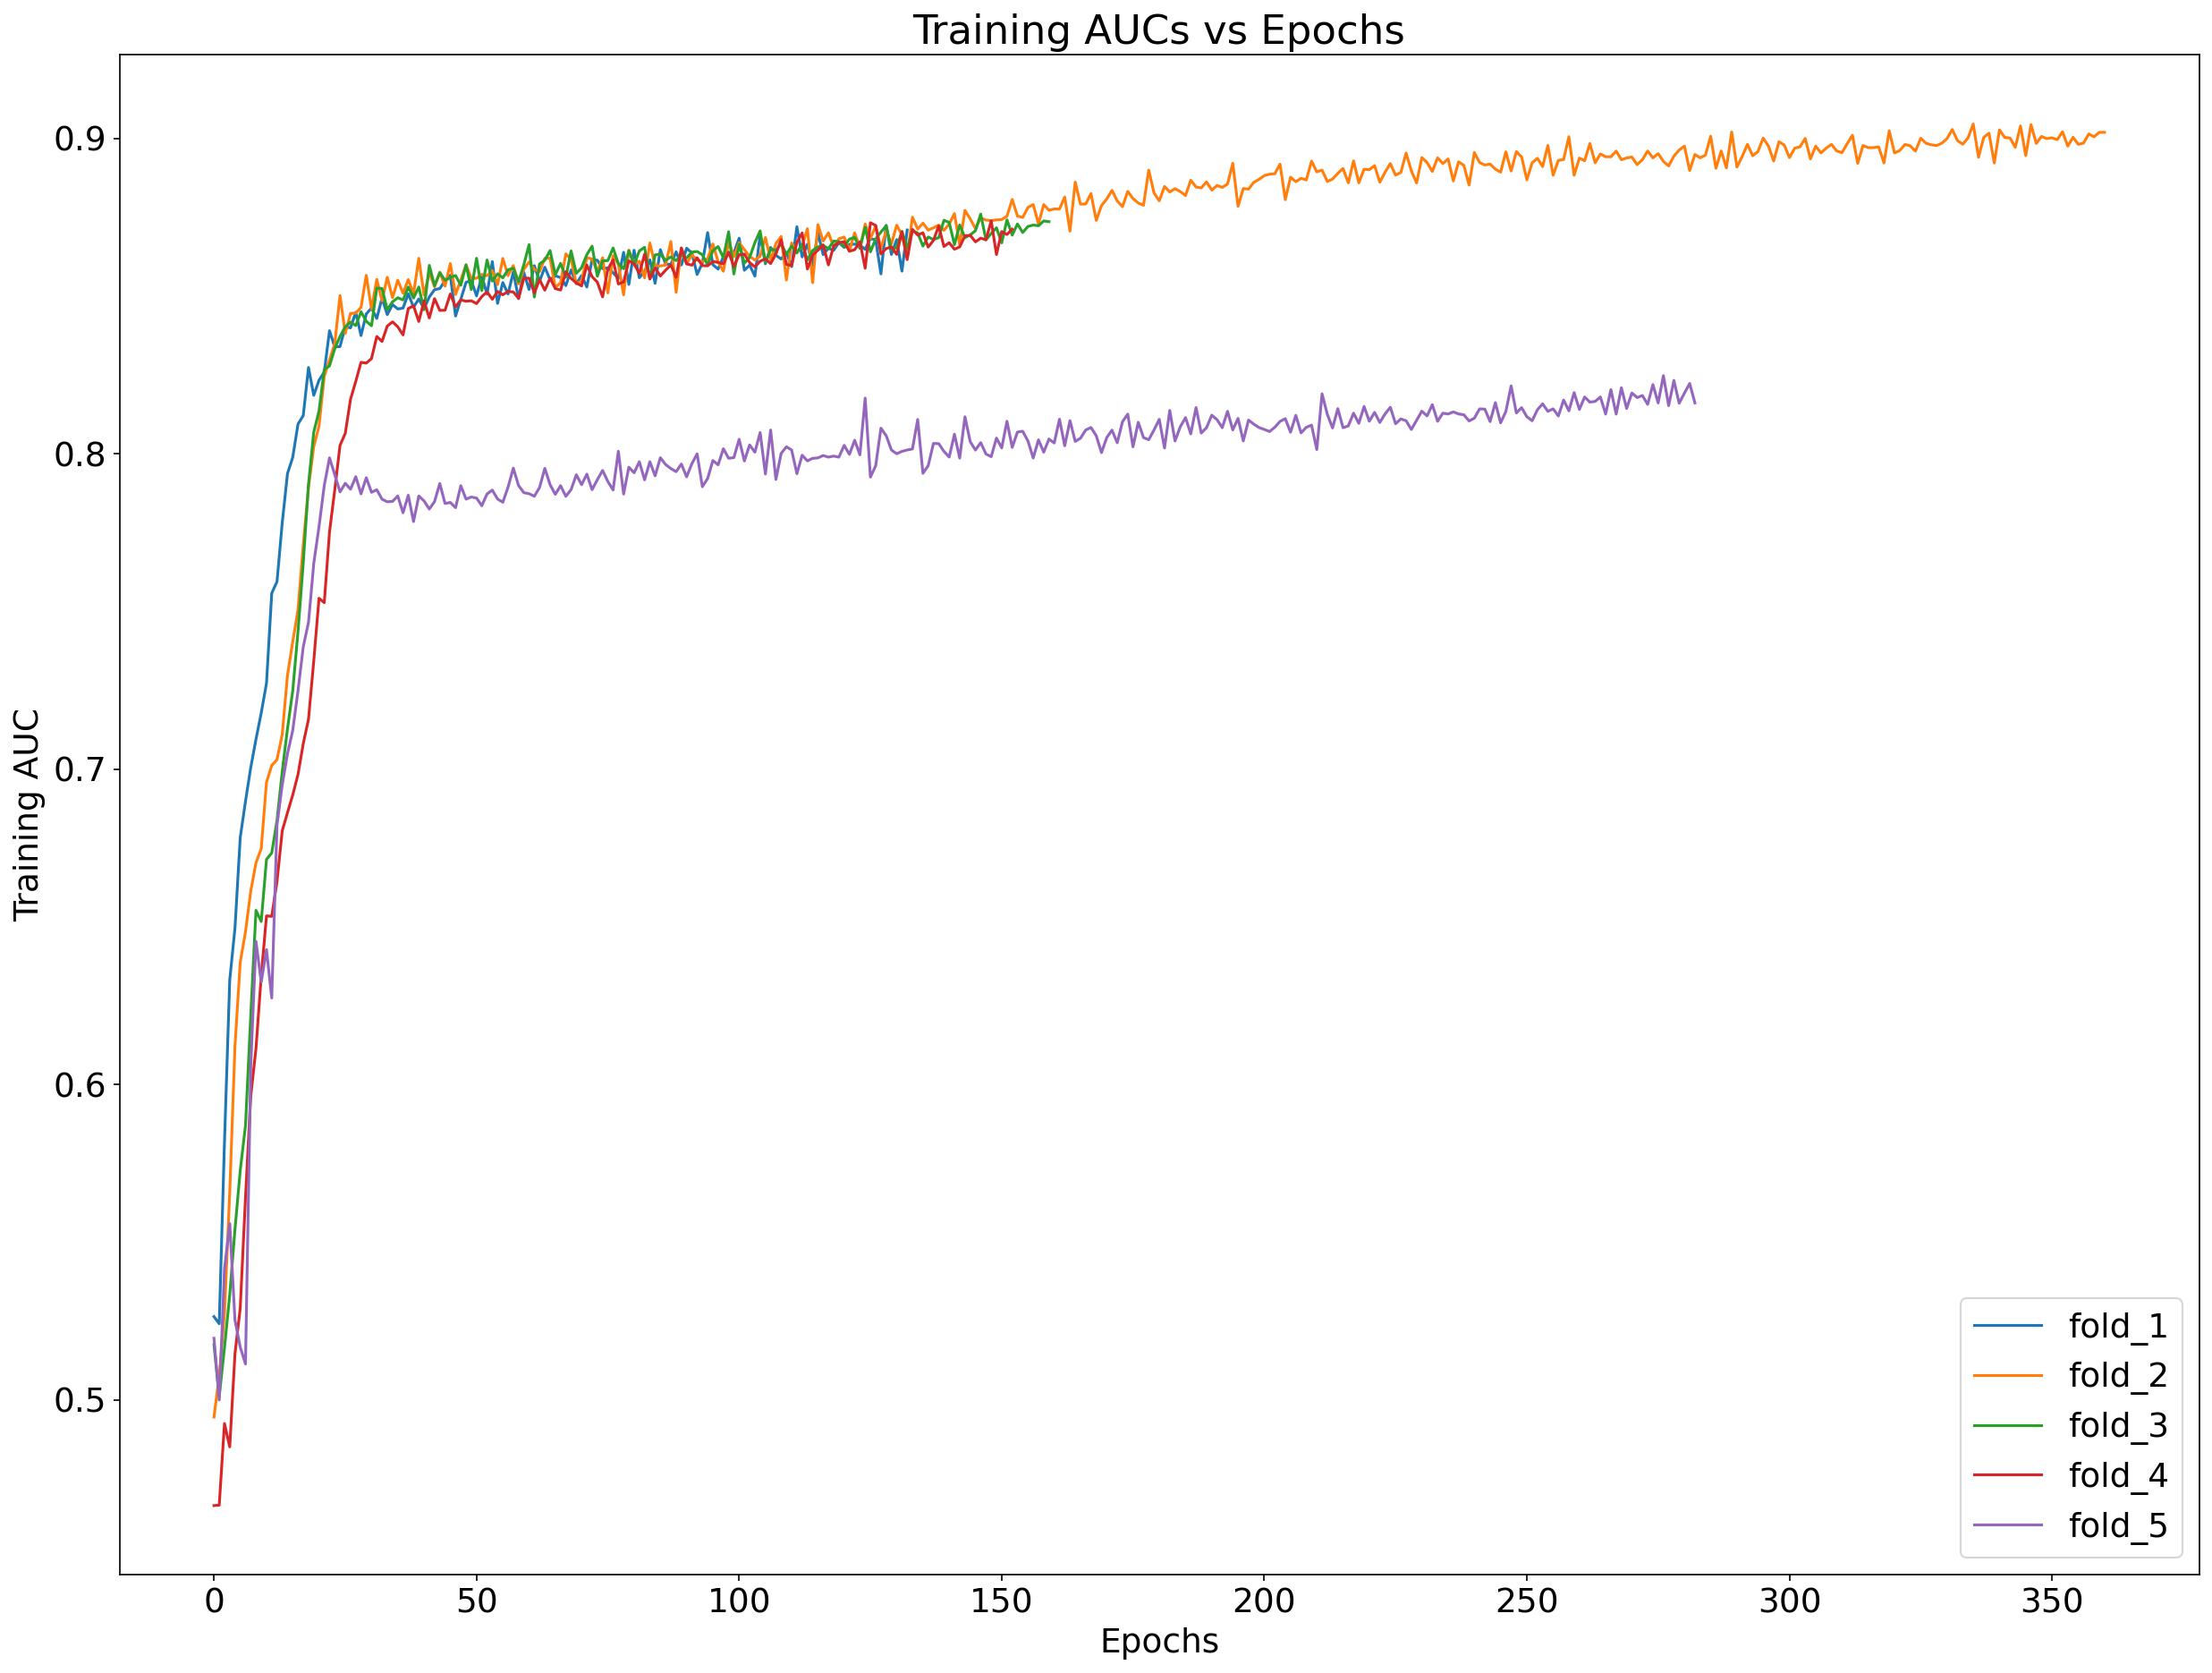 Training AUCs vs Epochs
Training AUC
0.9
0.8
0.7
0.6
0.5
0
50
100
150
200
250
300
350
Epochs
fold_1
fold_2
fold_3
fold_4
fold_5